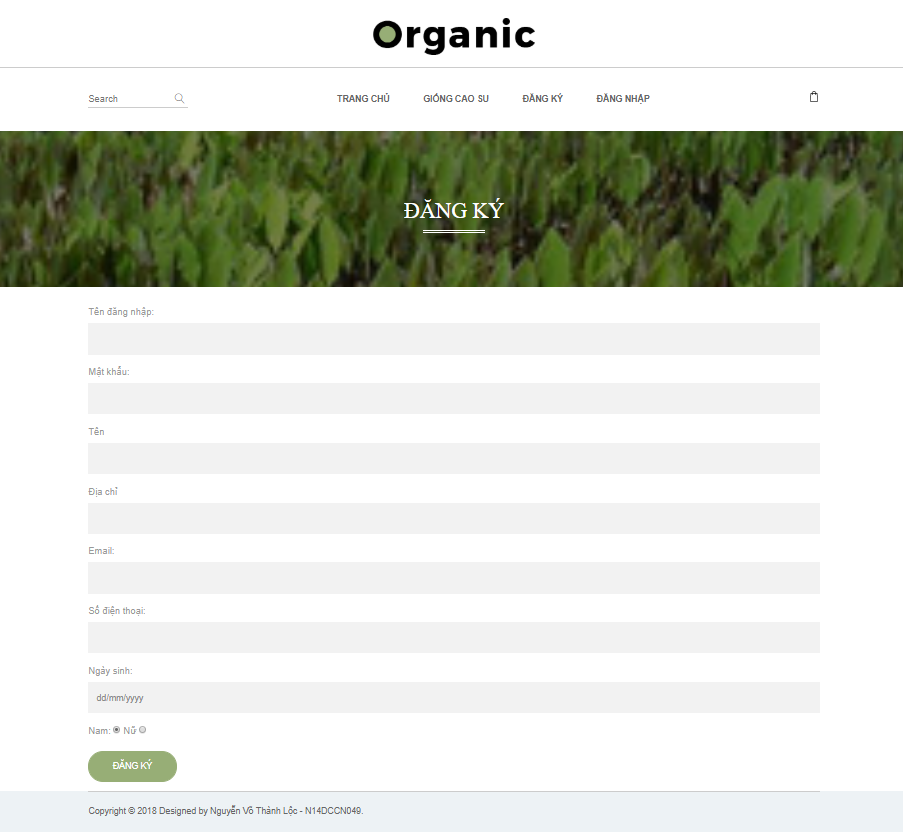 Organic
Search TRANG CHỦ GIỐNG CAO SU ĐĂNG KÝ ĐĂNG NHẬP
ĐĂNG KÝ
Tên đăng nhập:
Mật khẩu:
Tên
Địa chỉ
Email:
Số điện thoại:
Ngày sinh:
dd/mm/yyyy
Nam: Nữ
ĐĂNG KÝ
Copyright © 2018 Designed by Nguyễn Võ Thành Lộc - N14DCCN049.